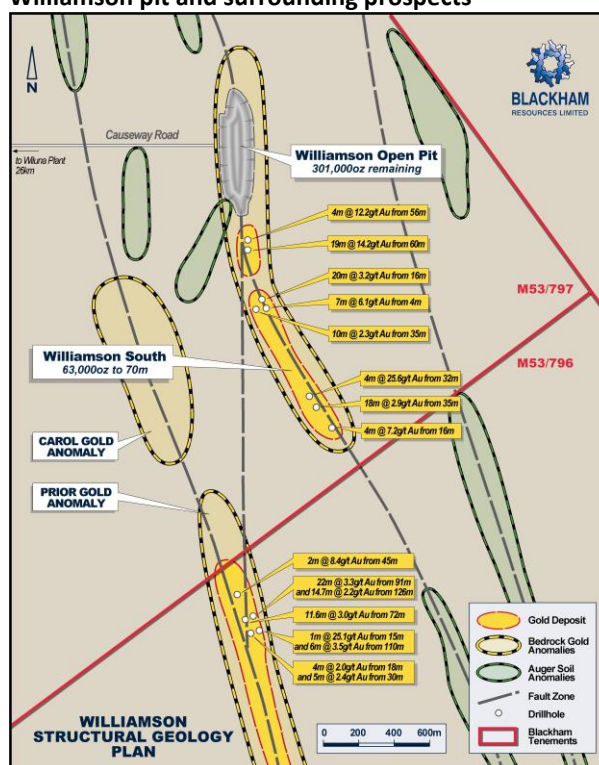 Williamson pit and surrounding prospects
N
BLACKHAM
RESOURCES LIMITED
Causeway Road
to Wiluna Plant
26km
Williamson Open Pit
301,000oz remaining
4m @ 12.2g/t Au from 56m
19m @ 14.2g/t Au from 60m
20m @ 3.2g/t Au from 16m
7m @ 6.1g/t Au from 4m
10m @ 2.3g/t Au from 35m
M53/797
M53/796
Williamson South
63,000oz to 70m
4m @ 25.6g/t Au from 32m
18m @ 2.9g/t Au from 35m
4m @ 7.2g/t Au from 16m
CAROL GOLD
ANOMALY
PRIOR GOLD
ANOMALY
2m @ 8.4g/t Au from 45m
22m @ 3.3g/t Au from 91m
and 14.7m @ 2.2g/t Au from 126m
11.6m @ 3.0g/t Au from 72m
1m @ 25.1g/t Au from 15m
and 6m @ 3.5g/t Au from 110m
4m @ 2.0g/t Au from 18m
and 5m @ 2.4g/t Au from 30m
Gold Deposit
Bedrock Gold
Anomalies
Auger Soil
Anomalies
Fault Zone
Drillhole
Blackham
Tenements
WILLIAMSON
STRUCTURAL GEOLOGY
PLAN
0 200 400 600m